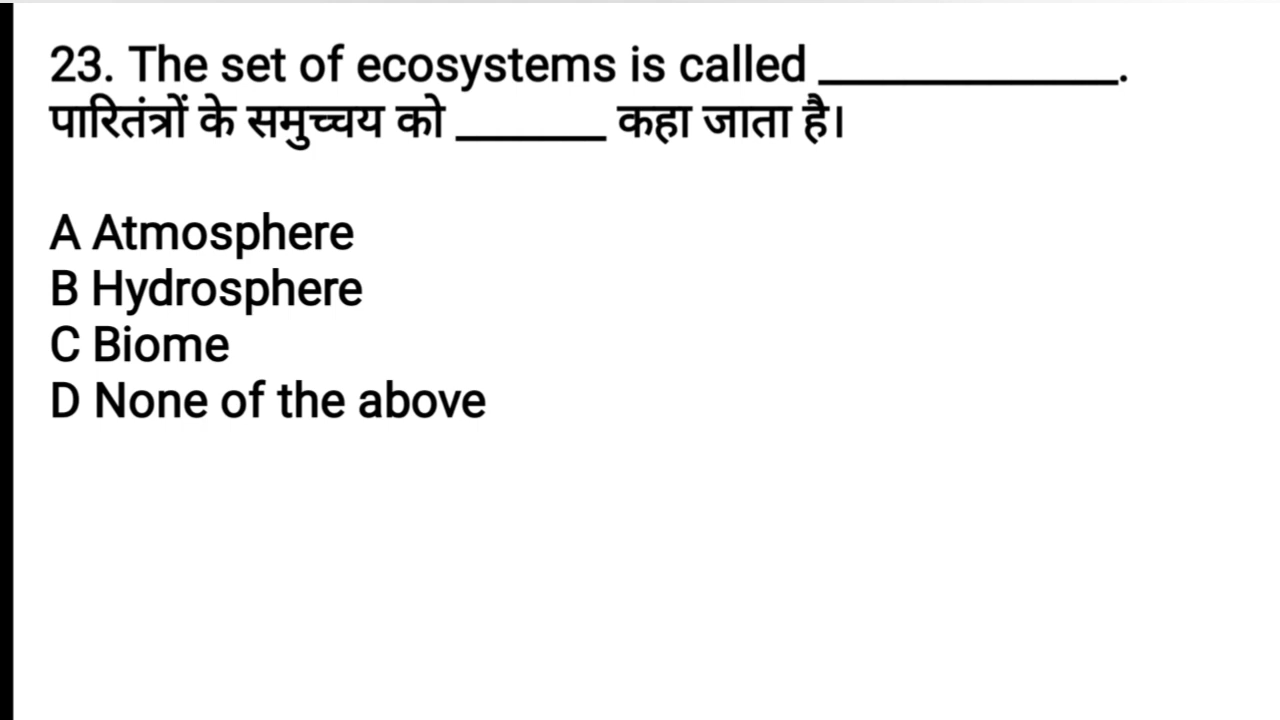 23. The set of ecosystems is called ____________.
पारितंत्रों के समुच्चय को ______ कहा जाता है।
A Atmosphere
B Hydrosphere
C Biome
D None of the above